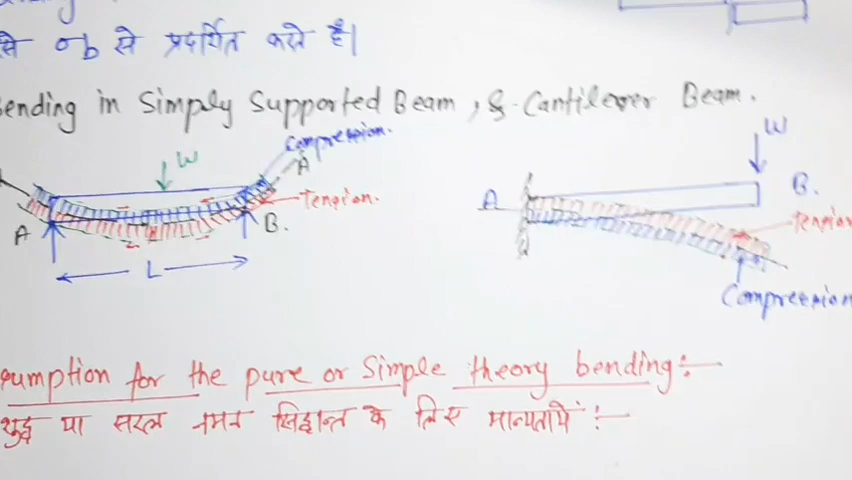 से σb से प्रदर्शित करते है।
Bending in Simply Supported Beam, & Cantilever Beam.
Compression.
W
A
Tension.
A
B.
L
W
A
B.
tension
Compression
sumption for the pure or Simple theory bending:—
शुद्ध या सरल नमन सिद्धान्त के लिए मान्यतायें :—